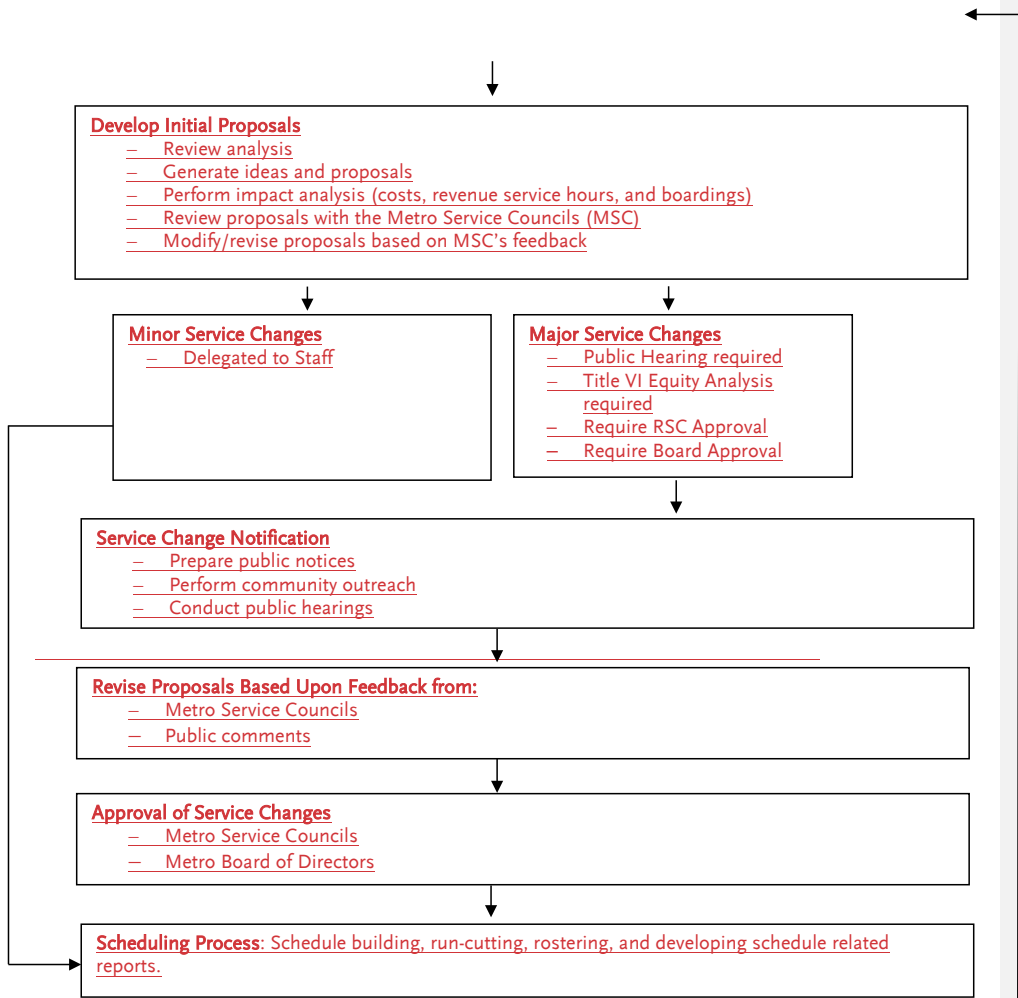 Develop Initial Proposals
– Review analysis
– Generate ideas and proposals
– Perform impact analysis (costs, revenue service hours, and boardings)
– Review proposals with the Metro Service Councils (MSC)
– Modify/revise proposals based on MSC’s feedback
Minor Service Changes
– Delegated to Staff
Major Service Changes
– Public Hearing required
– Title VI Equity Analysis
required
– Require RSC Approval
– Require Board Approval
Service Change Notification
– Prepare public notices
– Perform community outreach
– Conduct public hearings
Revise Proposals Based Upon Feedback from:
– Metro Service Councils
– Public comments
Approval of Service Changes
– Metro Service Councils
– Metro Board of Directors
Scheduling Process: Schedule building, run-cutting, rostering, and developing schedule related
reports.